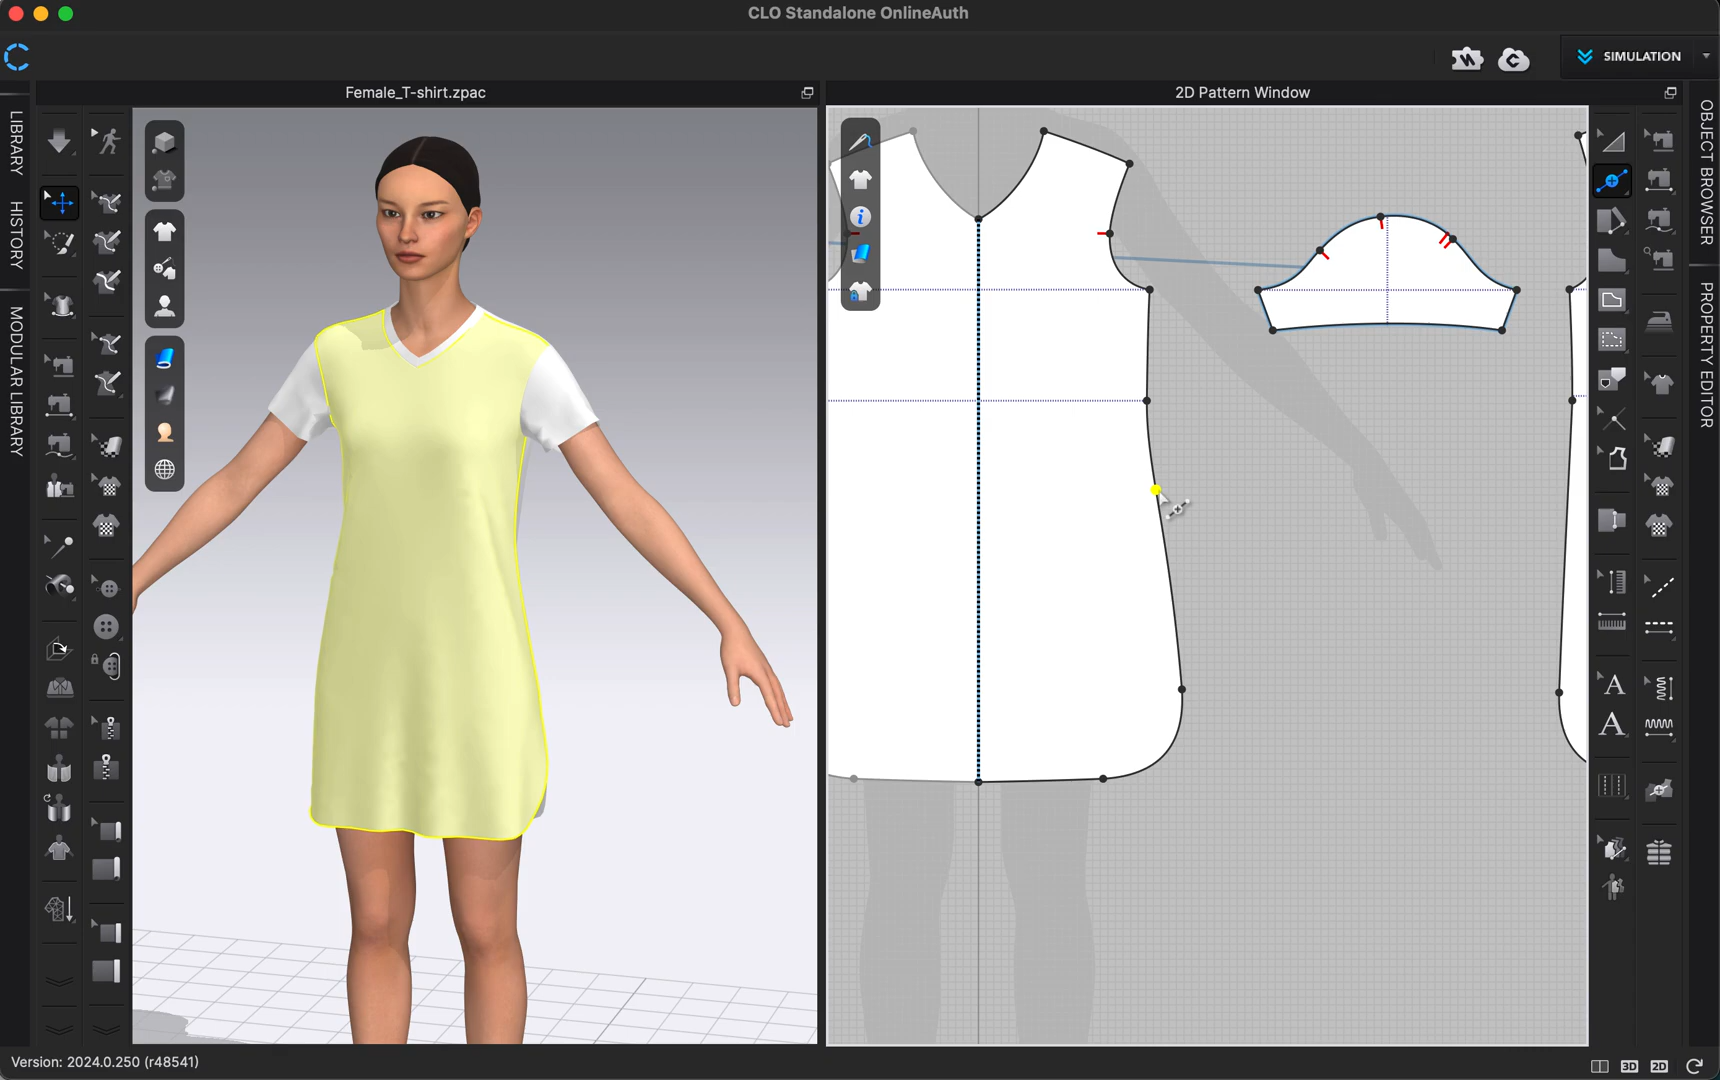 CLO Standalone OnlineAuth
SIMULATION
Female_T-shirt.zpac
2D Pattern Window
LIBRARY
HISTORY
MODULAR LIBRARY
OBJECT BROWSER
PROPERTY EDITOR
A
A
Version: 2024.0.250 (r48541)
3D
2D